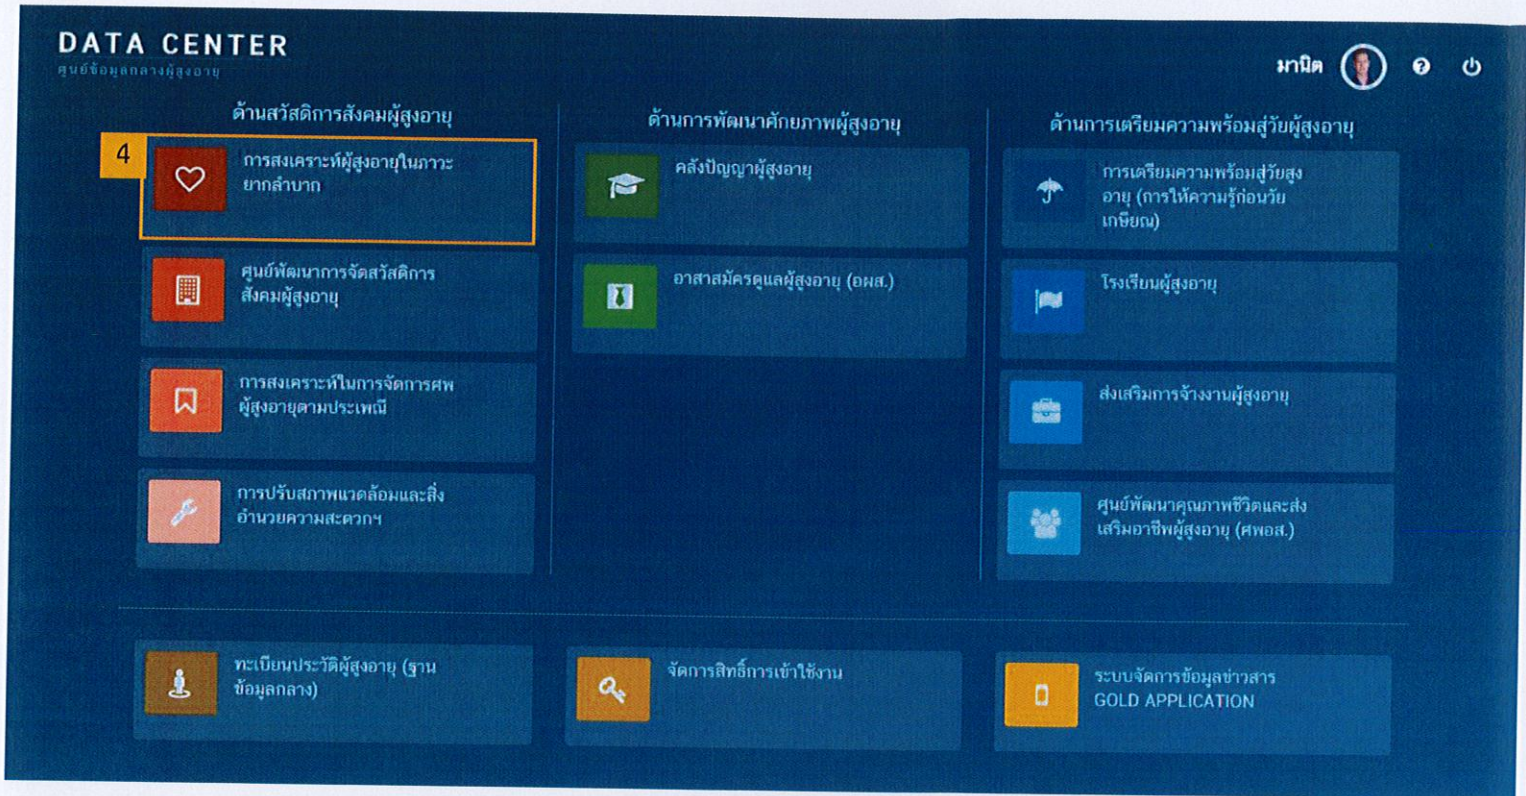 DATA CENTER
ศูนย์ข้อมูลกลางผู้สูงอายุ
มานิต
ด้านสวัสดิการสังคมผู้สูงอายุ
4
การสงเคราะห์ผู้สูงอายุในภาวะ
ยากลำบาก
ศูนย์พัฒนาการจัดสวัสดิการ
สังคมผู้สูงอายุ
การสงเคราะห์ในการจัดการศพ
ผู้สูงอายุตามประเพณี
การปรับสภาพแวดล้อมและสิ่ง
อำนวยความสะดวกฯ
ด้านการพัฒนาศักยภาพผู้สูงอายุ
คลังปัญญาผู้สูงอายุ
อาสาสมัครดูแลผู้สูงอายุ (อผส.)
ด้านการเตรียมความพร้อมสู่วัยผู้สูงอายุ
การเตรียมความพร้อมสู่วัยสูง
อายุ (การให้ความรู้ก่อนวัย
เกษียณ)
โรงเรียนผู้สูงอายุ
ส่งเสริมการจ้างงานผู้สูงอายุ
ศูนย์พัฒนาคุณภาพชีวิตและส่ง
เสริมอาชีพผู้สูงอายุ (ศพอส.)
ทะเบียนประวัติผู้สูงอายุ (ฐาน
ข้อมูลกลาง)
จัดการสิทธิ์การเข้าใช้งาน
ระบบจัดการข้อมูลข่าวสาร
GOLD APPLICATION